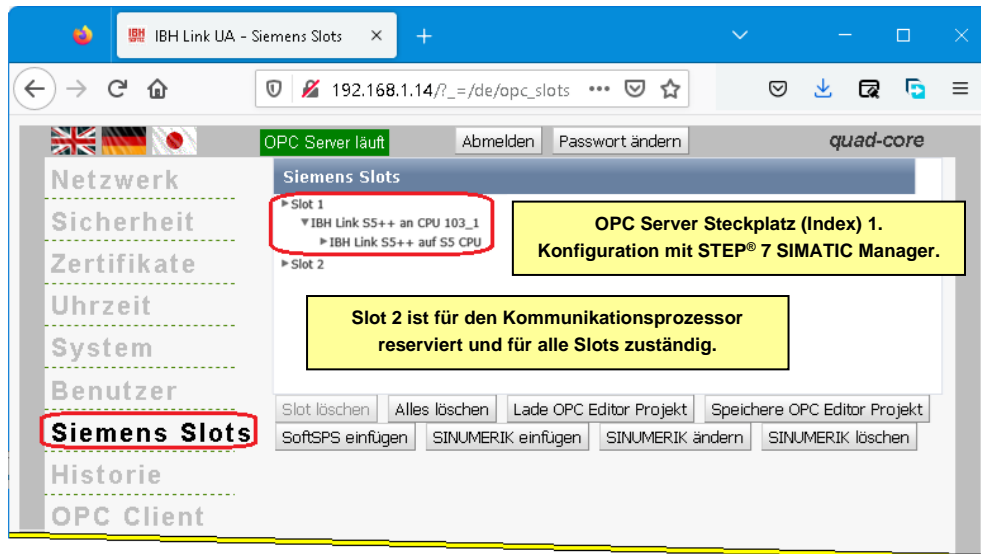 IBH Link UA - Siemens Slots
192.168.1.14/?_=/de/opc_slots
OPC Server läuft
Abmelden
Passwort ändern
quad-core
Netzwerk
Sicherheit
Zertifikate
Uhrzeit
System
Benutzer
Siemens Slots
Historie
OPC Client
Siemens Slots
Slot 1
IBH Link S5++ an CPU 103_1
IBH Link S5++ auf S5 CPU
Slot 2
OPC Server Steckplatz (Index) 1.
Konfiguration mit STEP® 7 SIMATIC Manager.
Slot 2 ist für den Kommunikationsprozessor
reserviert und für alle Slots zuständig.
Slot löschen Alles löschen Lade OPC Editor Projekt Speichere OPC Editor Projekt
SoftSPS einfügen SINUMERIK einfügen SINUMERIK ändern SINUMERIK löschen